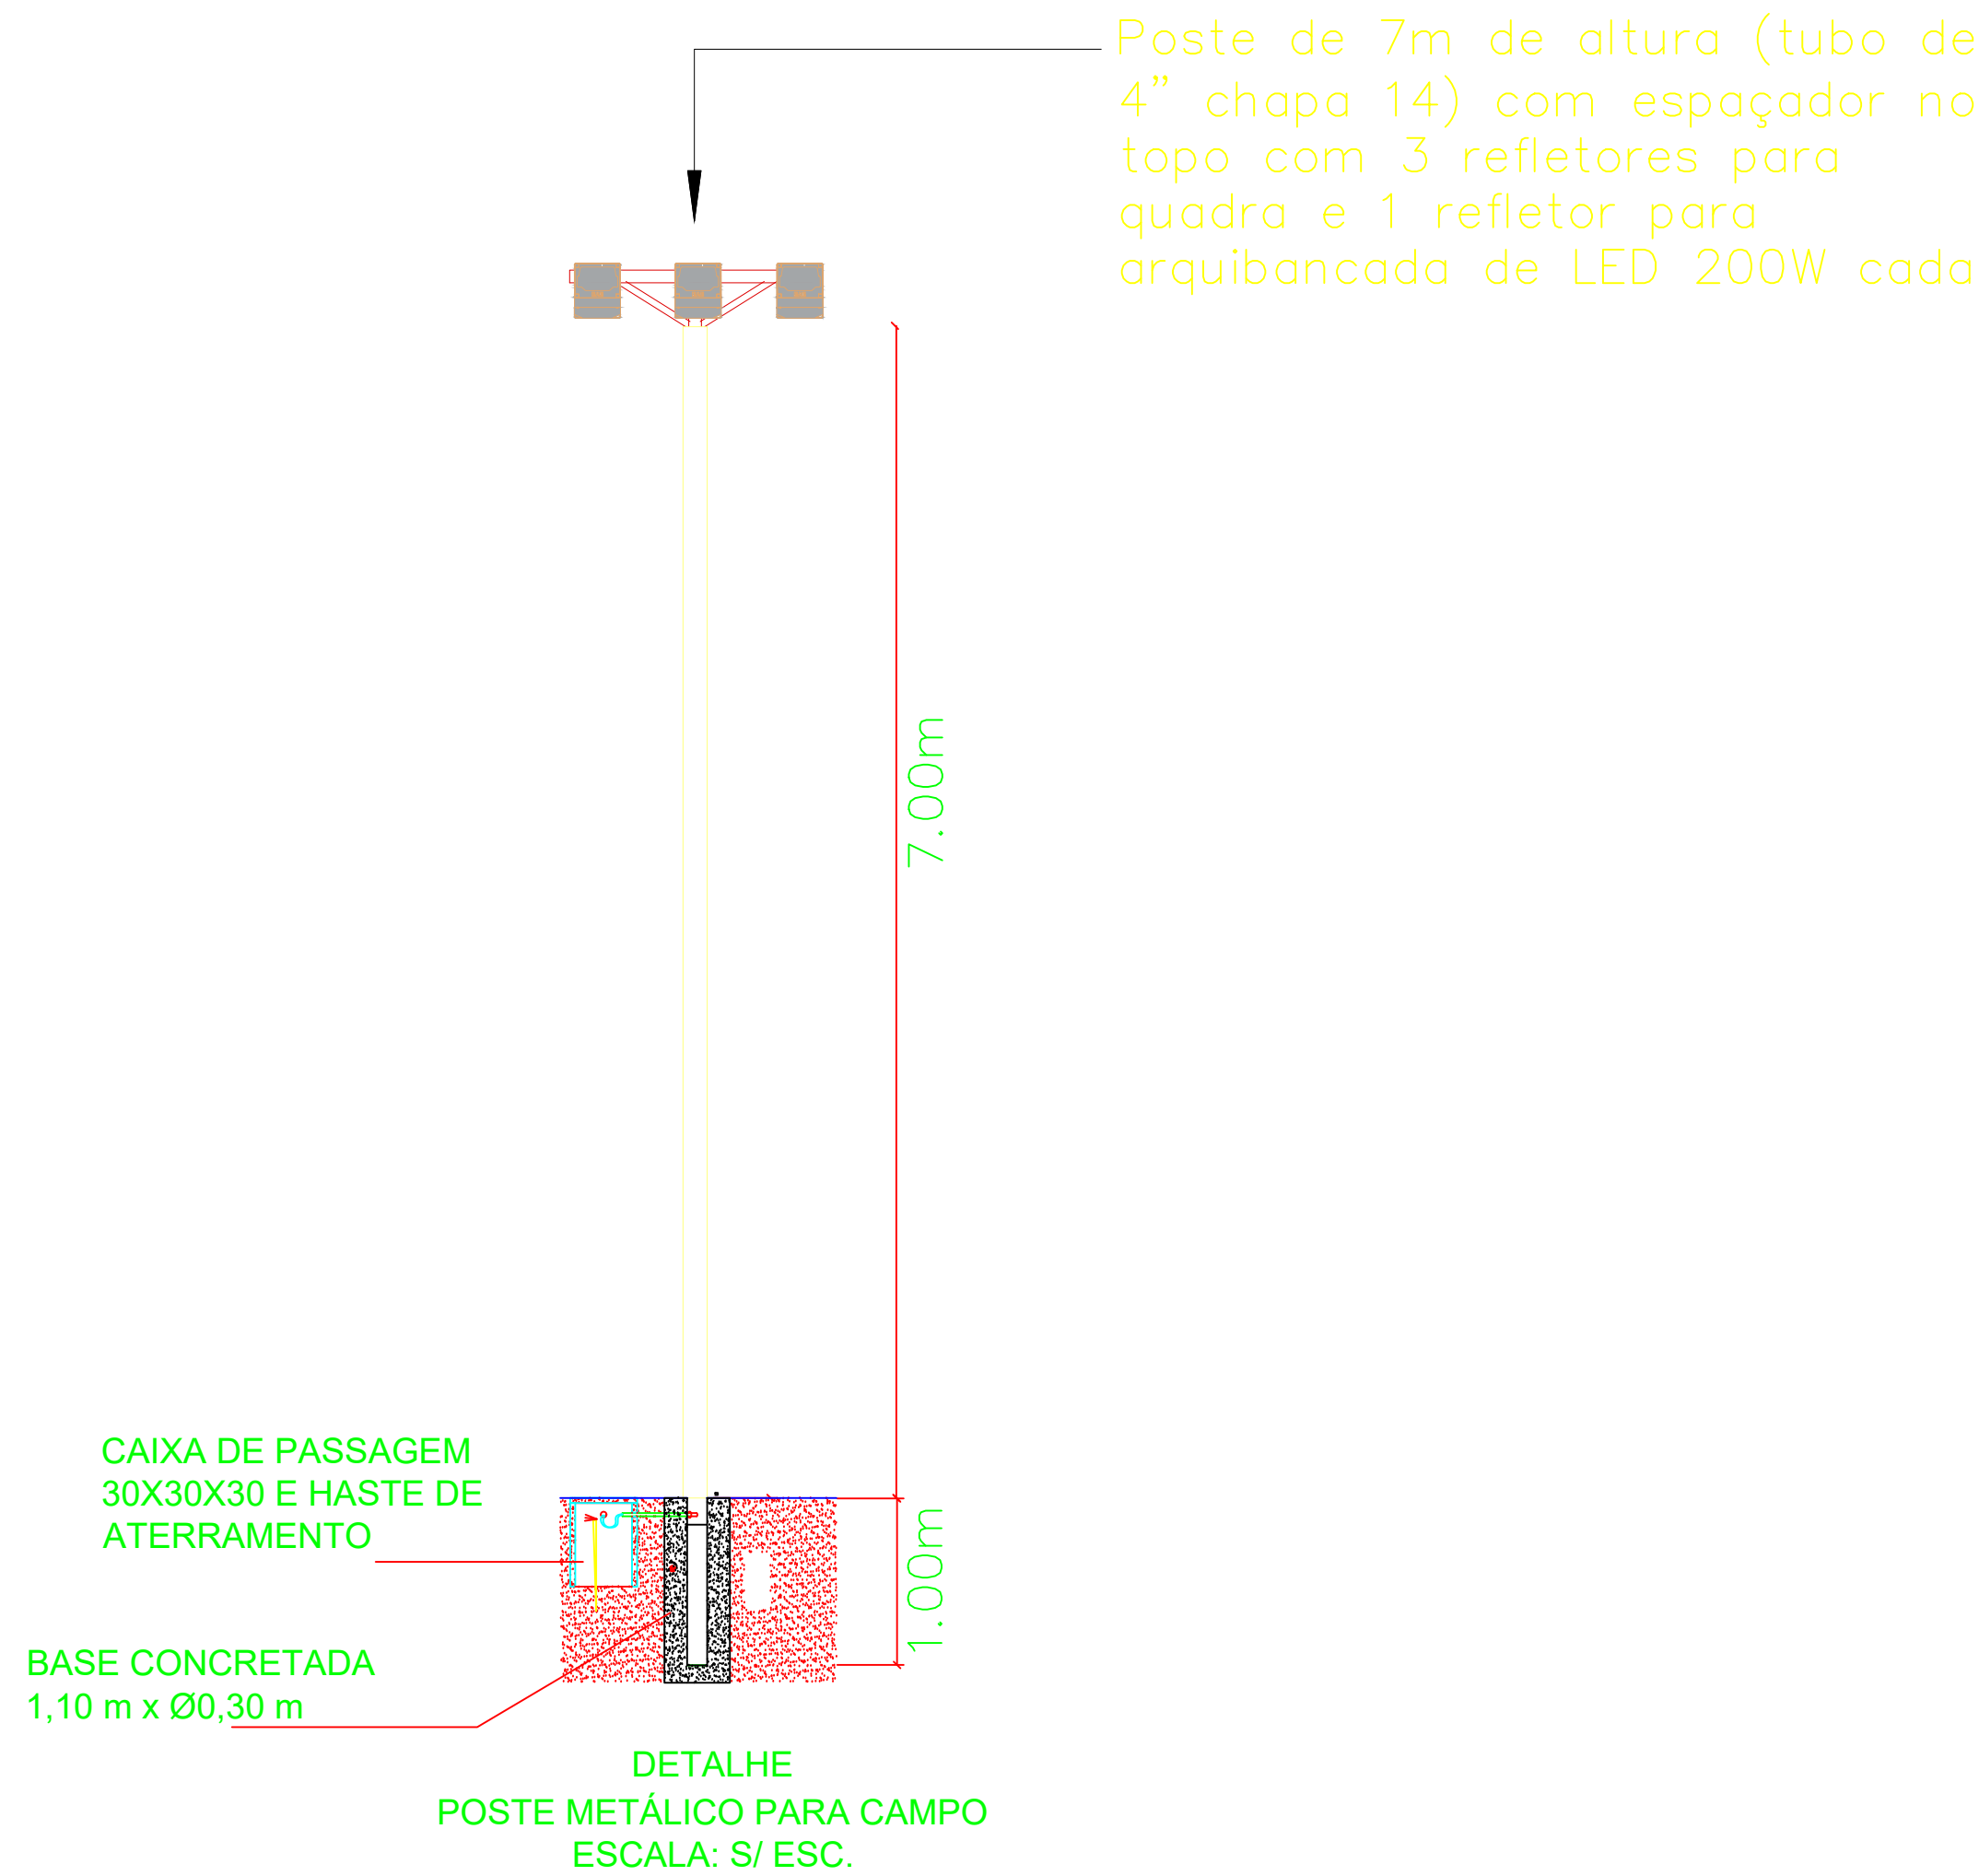 Poste de 7m de altura (tubo de
4” chapa 14) com espaçador no
topo com 3 refletores para
quadra e 1 refletor para
arquibancada de LED 200W cada
7.00m
CAIXA DE PASSAGEM
30X30X30 E HASTE DE
ATERRAMENTO
1.00m
BASE CONCRETADA
1,10 m x Ø0,30 m
DETALHE
POSTE METÁLICO PARA CAMPO
ESCALA: S/ ESC.